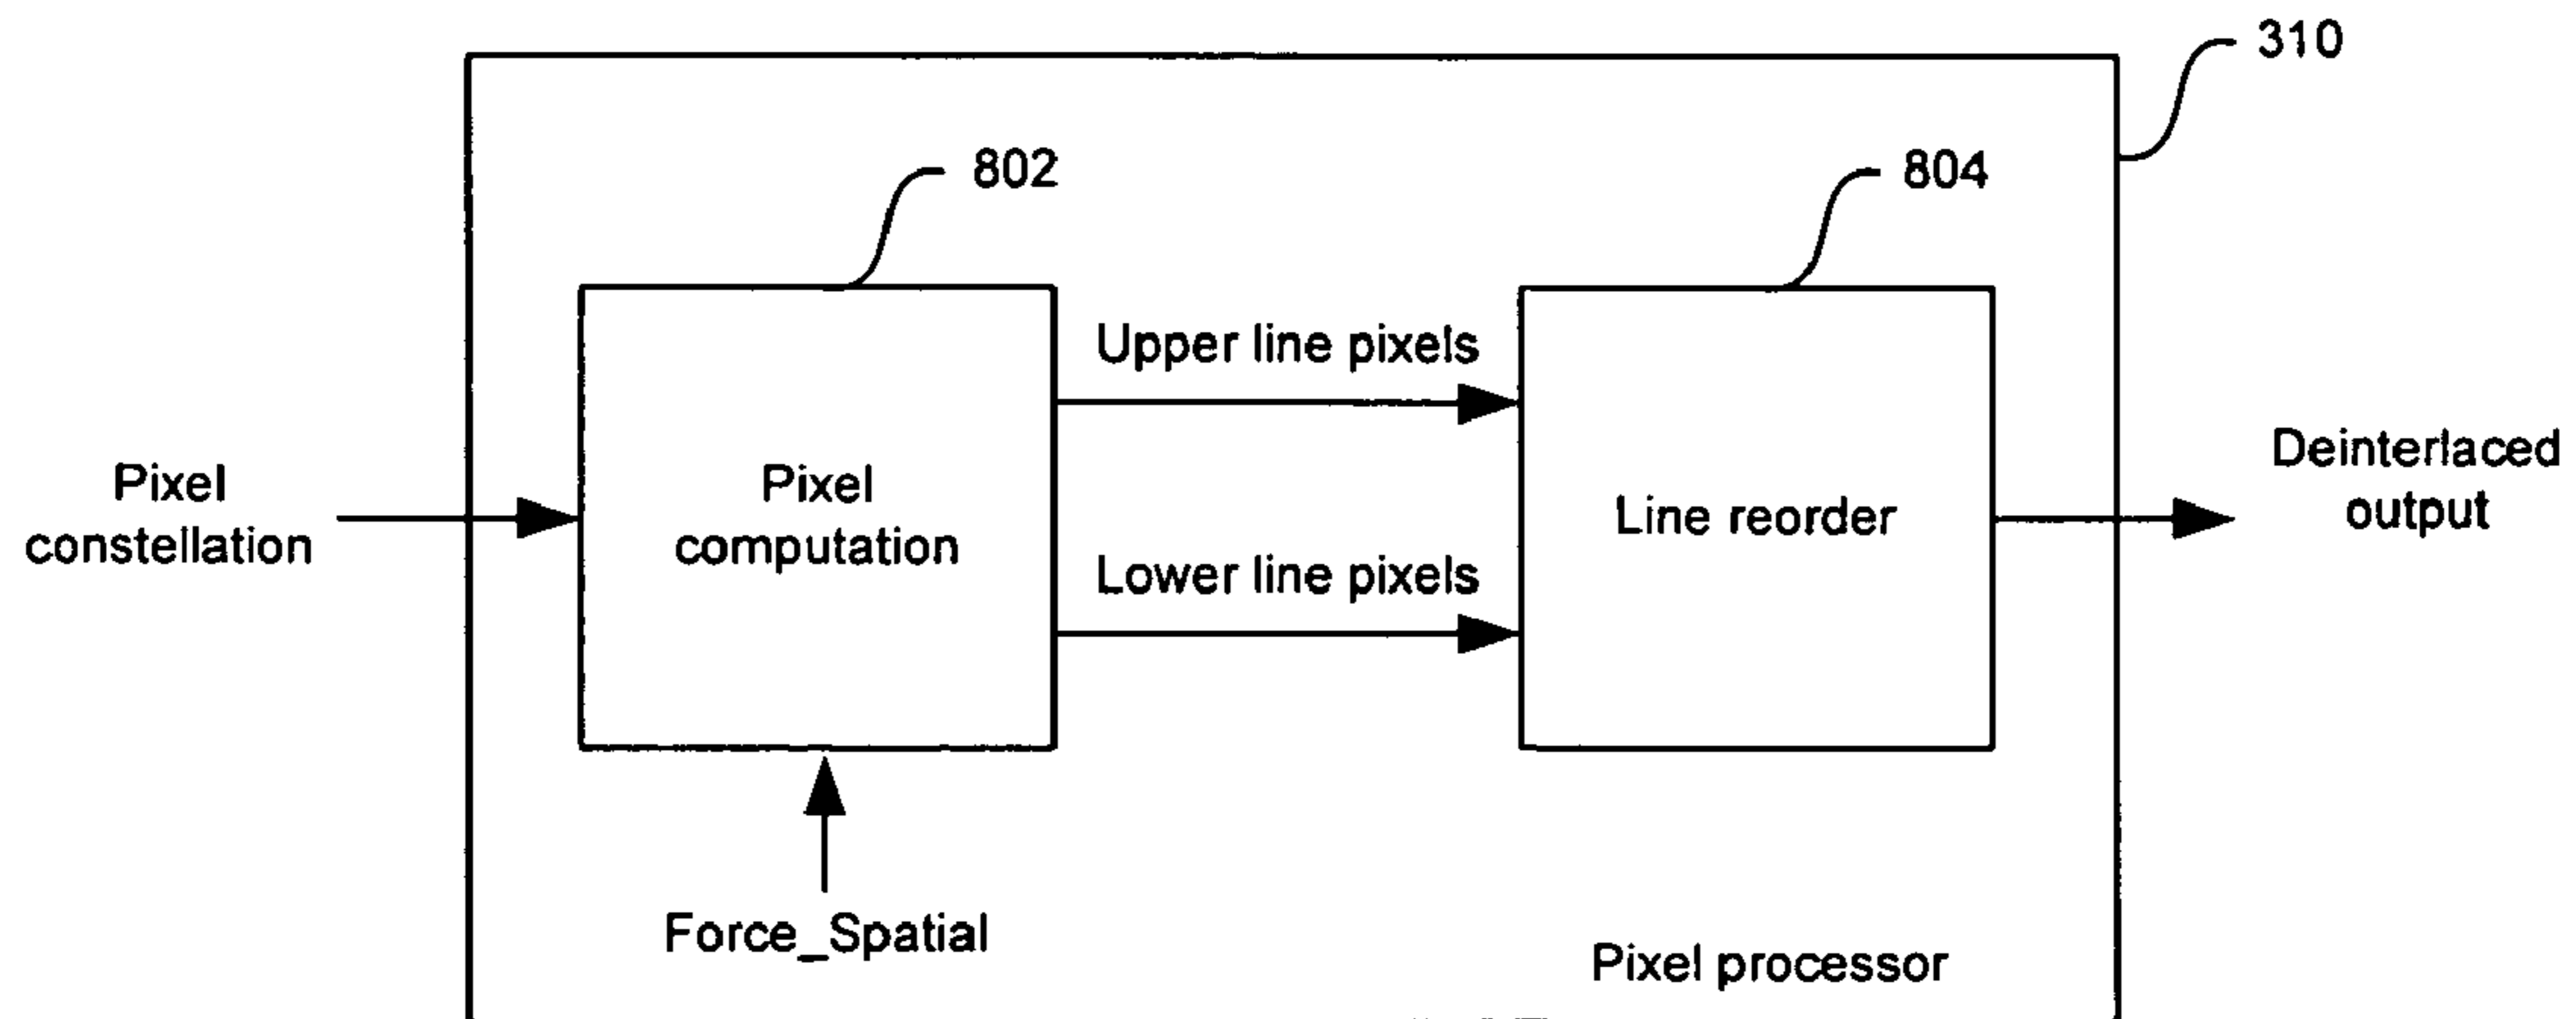 310
802
804
Upper line pixels
Deinterlaced
output
Pixel
constellation
Pixel
computation
Line reorder
Lower line pixels
Force_Spatial
Pixel processor